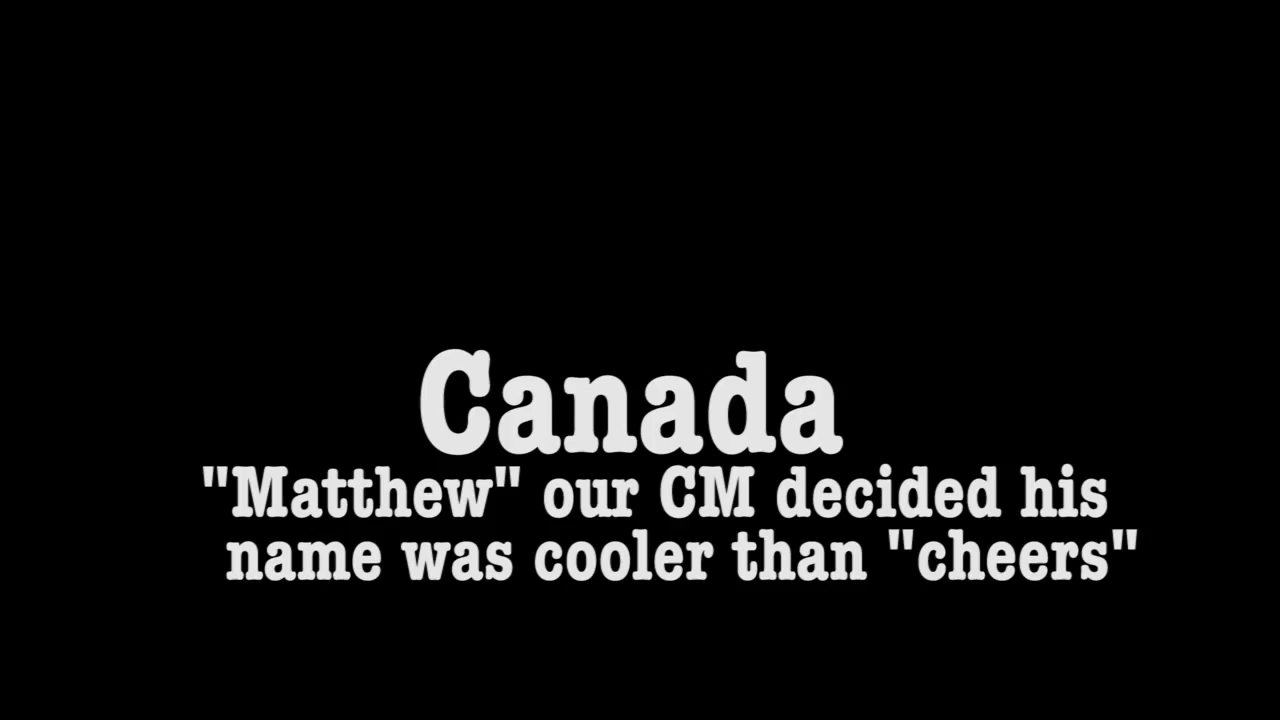 Canada
"Matthew" our CM decided his
name was cooler than "cheers"